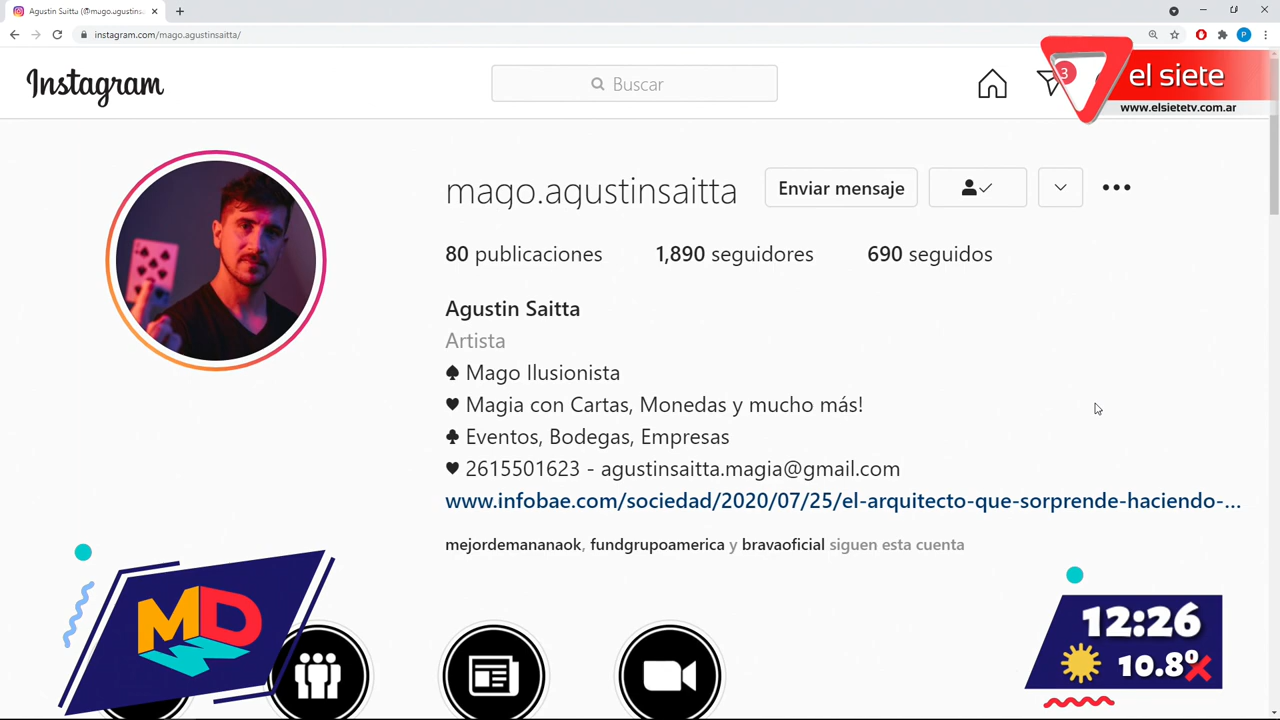 Agustin Saitta (@mago.agustins
instagram.com/mago.agustinsaitta/
P
Instagram
Buscar
3
el siete
www.elsietetv.com.ar
mago.agustinsaitta
Enviar mensaje
80 publicaciones
1,890 seguidores
690 seguidos
Agustin Saitta
Artista
♠ Mago Ilusionista
♥ Magia con Cartas, Monedas y mucho más!
♣ Eventos, Bodegas, Empresas
♥ 2615501623 - agustinsaitta.magia@gmail.com
www.infobae.com/sociedad/2020/07/25/el-arquitecto-que-sorprende-haciendo-...
mejordemananaok, fundgrupoamerica y bravaoficial siguen esta cuenta
MD
12:26
10.8º